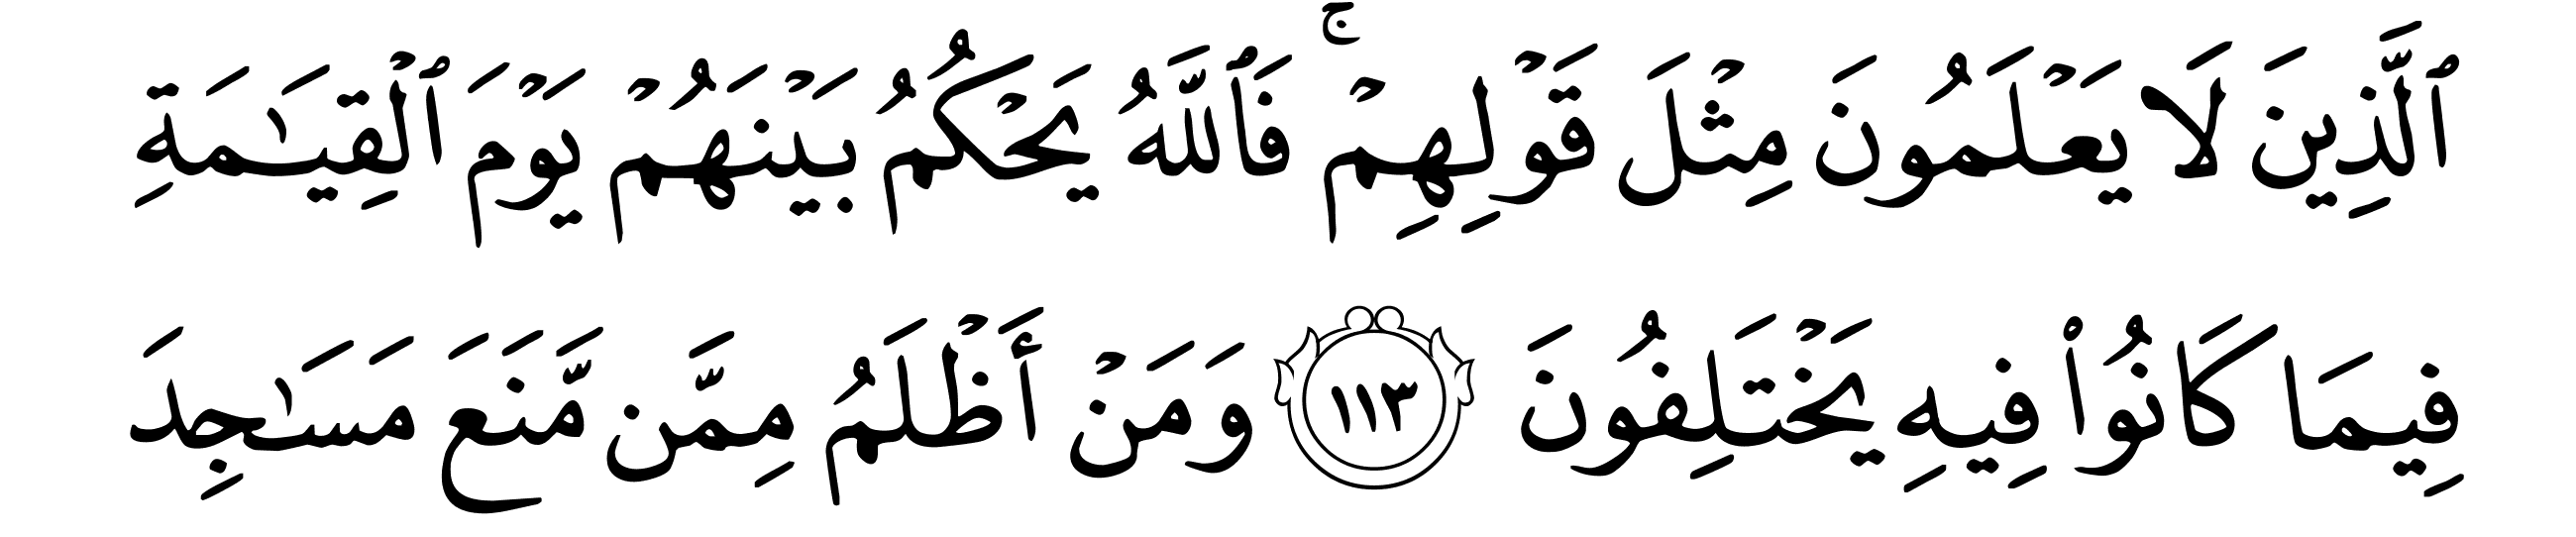 ٱلَّذِينَ لَا يَعۡلَمُونَ مِثۡلَ قَوۡلِهِمۡۚ فَٱللَّهُ يَحۡكُمُ بَيۡنَهُمۡ يَوۡمَ ٱلۡقِيَـٰمَةِ
فِيمَا كَانُواْ فِيهِ يَخۡتَلِفُونَ ١١٣ وَمَنۡ أَظۡلَمُ مِمَّن مَّنَعَ مَسَـٰجِدَ